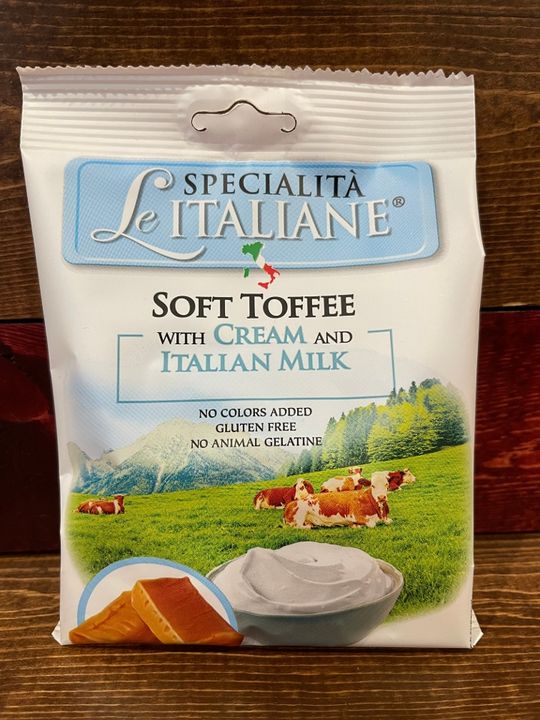 SPECIALITÀ
Le ITALIANE®
SOFT TOFFEE
WITH CREAM AND
ITALIAN MILK
NO COLORS ADDED
GLUTEN FREE
NO ANIMAL GELATINE